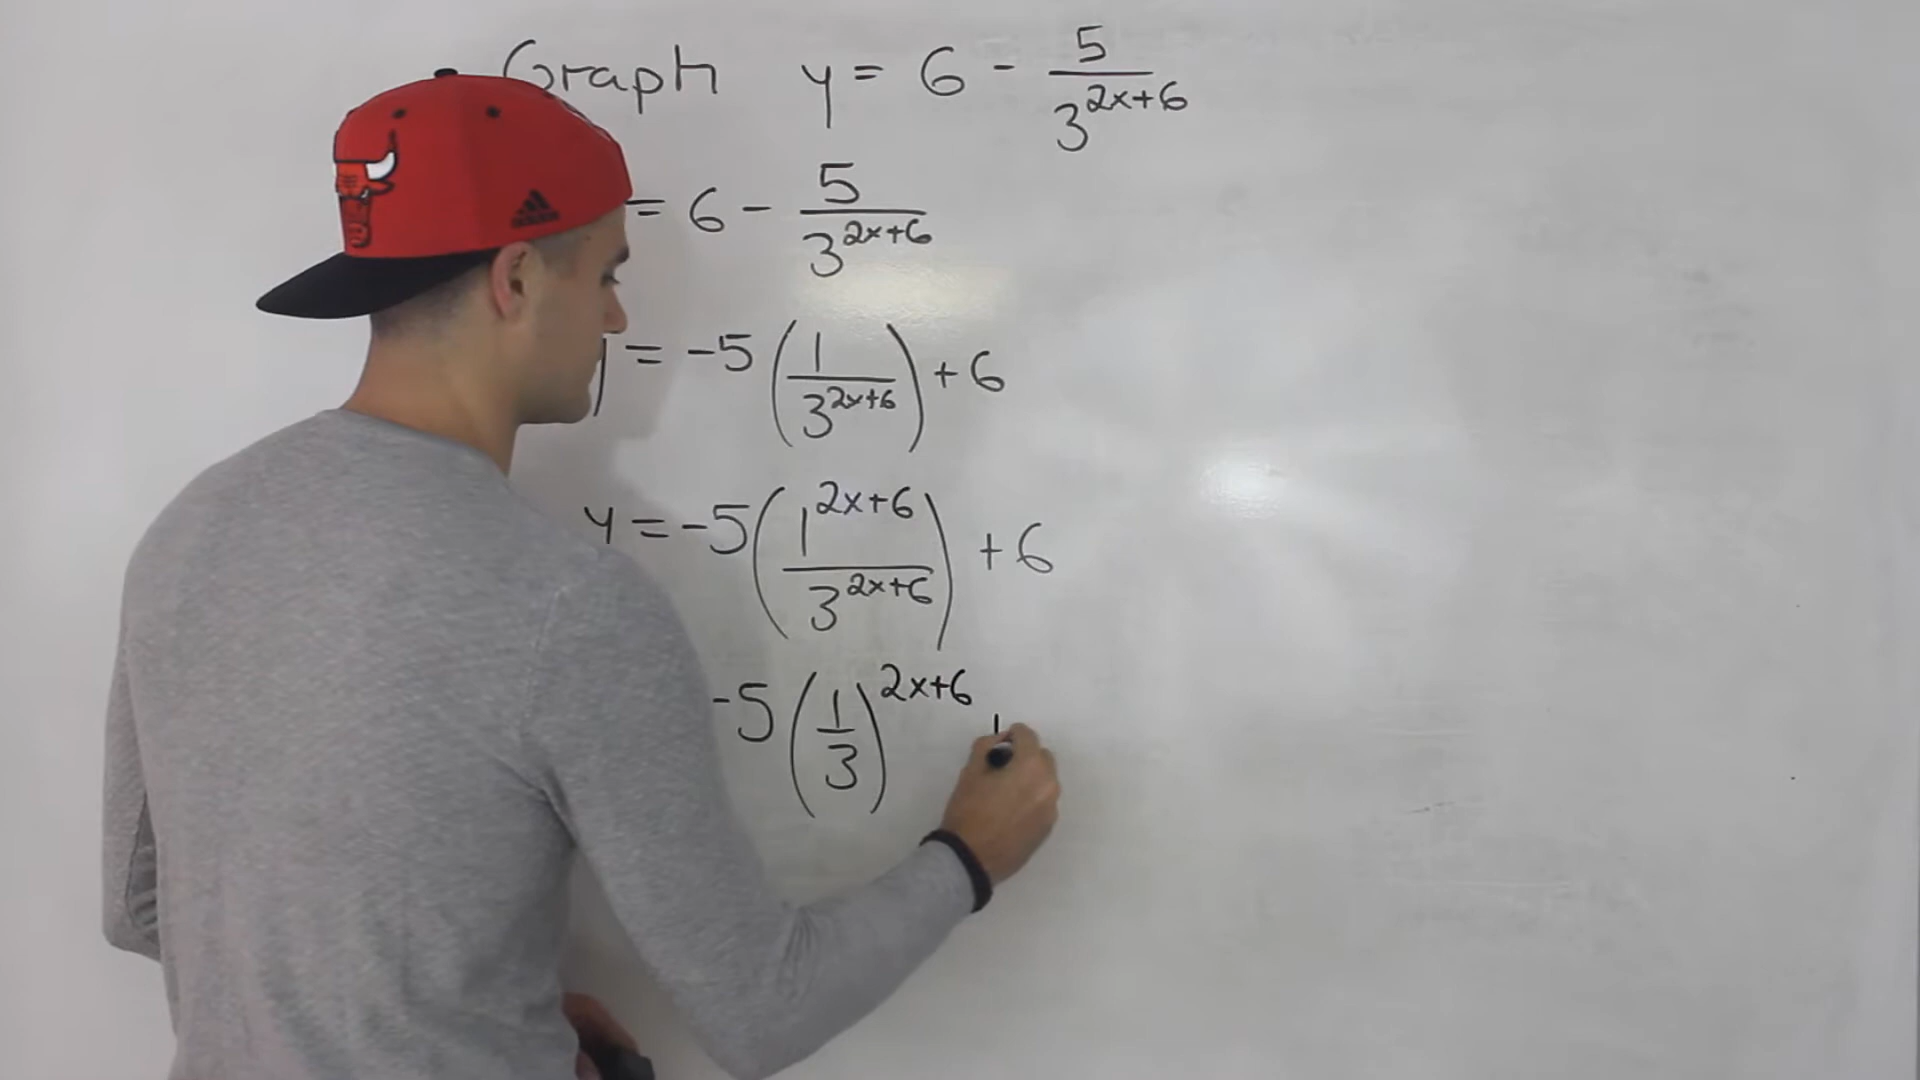 Graph y = 6 - 5/3^(2x+6)
= 6 - 5/3^(2x+6)
y = -5(1/3^(2x+6)) + 6
y = -5(1^(2x+6)/3^(2x+6)) + 6
-5(1/3)^(2x+6)